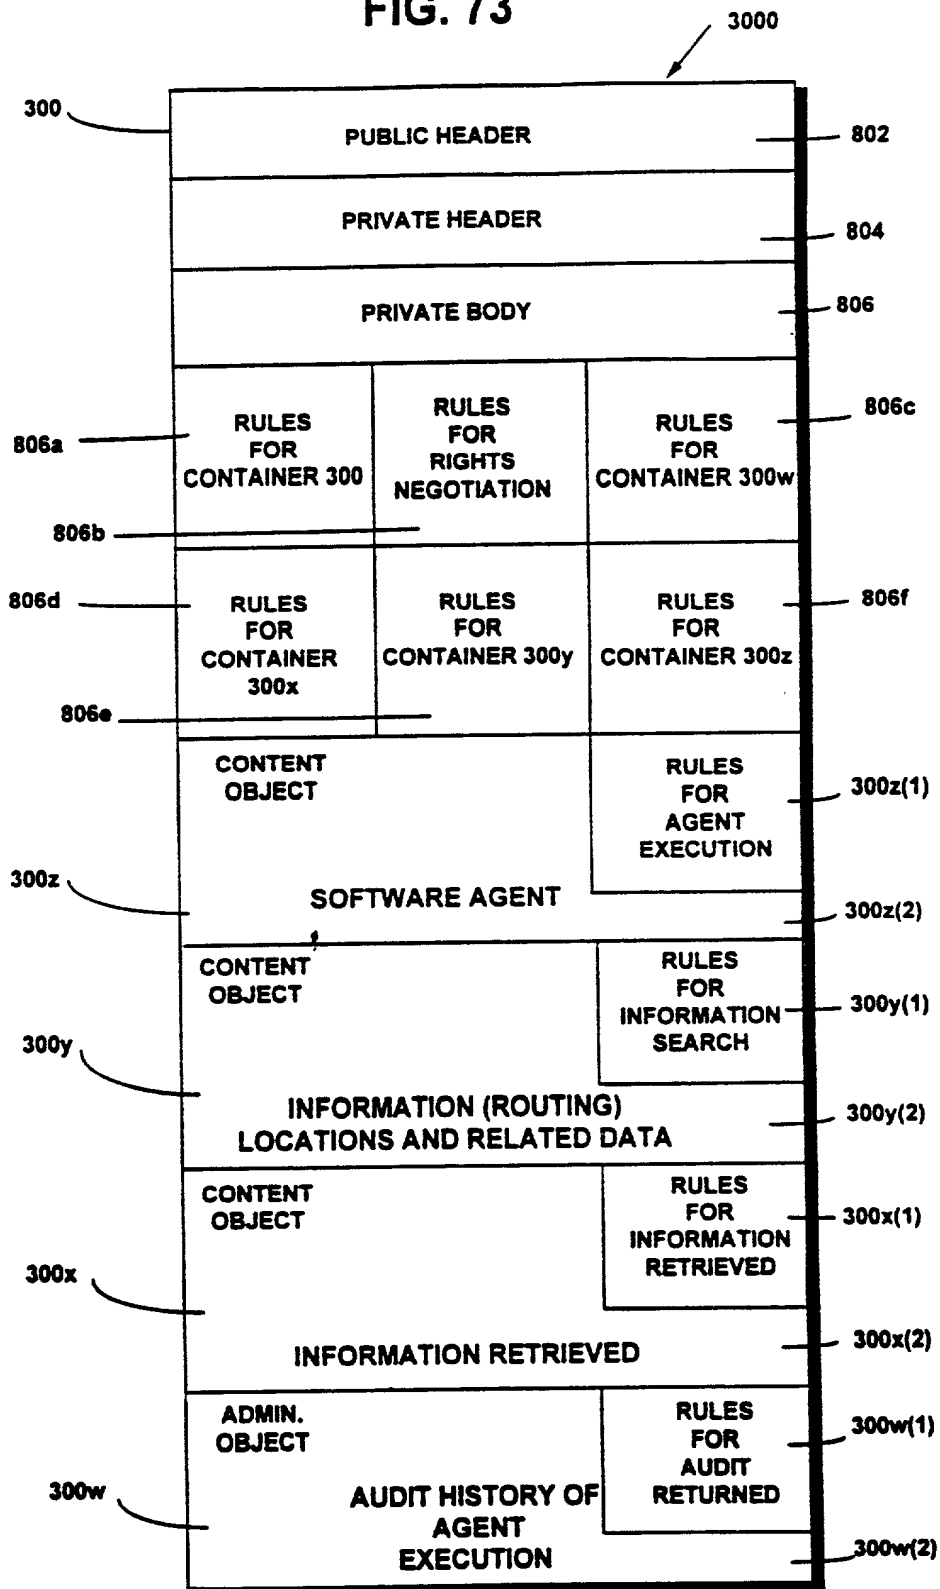 FIG. 73
3000
300
PUBLIC HEADER
802
PRIVATE HEADER
804
PRIVATE BODY
806
806a
RULES
FOR
CONTAINER 300
RULES
FOR
RIGHTS
NEGOTIATION
806b
RULES
FOR
CONTAINER 300w
806c
806d
RULES
FOR
CONTAINER
300x
RULES
FOR
CONTAINER 300y
806e
RULES
FOR
CONTAINER 300z
806f
CONTENT
OBJECT
RULES
FOR
AGENT
EXECUTION
300z(1)
300z
SOFTWARE AGENT
300z(2)
CONTENT
OBJECT
RULES
FOR
INFORMATION
SEARCH
300y(1)
300y
INFORMATION (ROUTING)
LOCATIONS AND RELATED DATA
300y(2)
CONTENT
OBJECT
RULES
FOR
INFORMATION
RETRIEVED
300x(1)
300x
INFORMATION RETRIEVED
300x(2)
ADMIN.
OBJECT
RULES
FOR
AUDIT
RETURNED
300w(1)
300w
AUDIT HISTORY OF
AGENT
EXECUTION
300w(2)